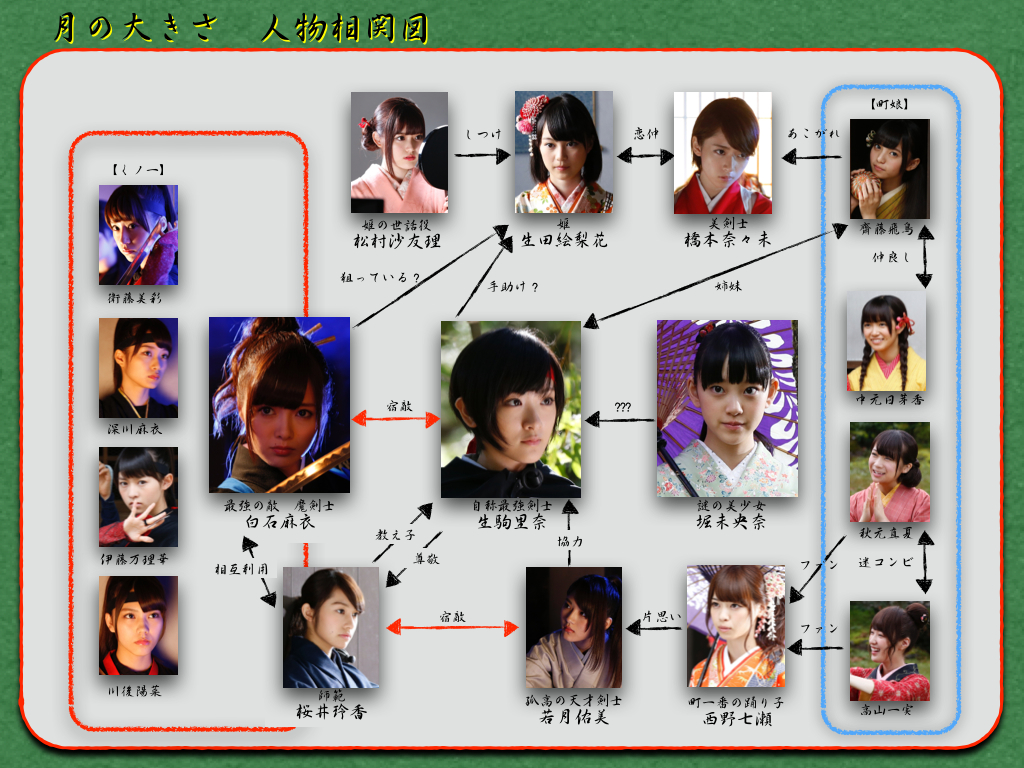 月の大きさ　人物相関図
【町娘】
しつけ
恋仲
あこがれ
【くノ一】
姫の世話役
松村沙友理
姫
生田絵梨花
美剣士
橋本奈々未
齋藤飛鳥
仲良し
狙っている？
手助け？
姉妹
衛藤美彩
中元日芽香
宿敵
???
深川麻衣
最強の敵　魔剣士
白石麻衣
自称最強剣士
生駒里奈
謎の美少女
堀未央奈
秋元真夏
教え子
尊敬
協力
伊藤万理華
相互利用
ファン
迷コンビ
宿敵
片思い
ファン
川後陽菜
師範
桜井玲香
孤高の天才剣士
若月佑美
町一番の踊り子
西野七瀬
高山一実